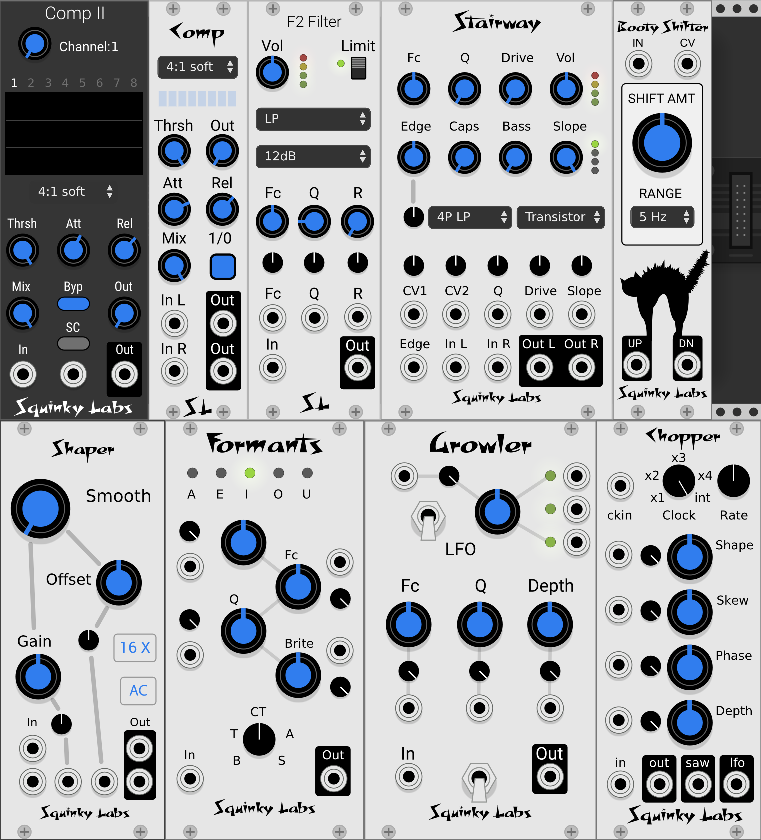 Comp II
Channel:1
1 2 3 4 5 6 7 8
4:1 soft
Thrsh Att Rel
Mix Byp Out
SC
In Out
Squinky Labs
Comp
4:1 soft
Thrsh Out
Att Rel
Mix 1/0
In L Out
In R Out
SL
F2 Filter
Vol Limit
LP
12dB
Fc Q R
Fc Q R
In Out
SL
Stairway
Fc Q Drive Vol
Edge Caps Bass Slope
4P LP Transistor
CV1 CV2 Q Drive Slope
Edge In L In R Out L Out R
Squinky Labs
Booty Shifter
IN CV
SHIFT AMT
RANGE
5 Hz
UP DN
Squinky Labs
Shaper
Smooth
Offset
Gain
16 X
AC
In Out
Squinky Labs
Formants
A E I O U
Fc
Q
Brite
CT
T A
B S
In Out
Squinky Labs
Growler
LFO
Fc Q Depth
In Out
Squinky Labs
Chopper
x3
x2 x4
x1 int
ckin Clock Rate
Shape
Skew
Phase
Depth
in out saw lfo
Squinky Labs